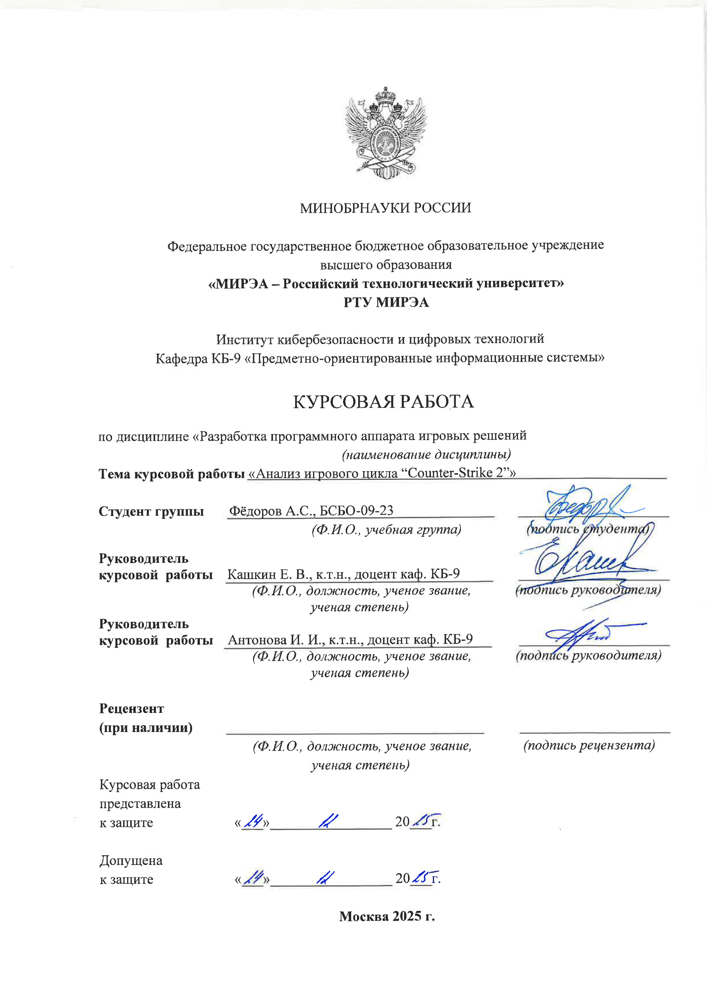 МИНОБРНАУКИ РОССИИ
Федеральное государственное бюджетное образовательное учреждение
высшего образования
«МИРЭА – Российский технологический университет»
РТУ МИРЭА
Институт кибербезопасности и цифровых технологий
Кафедра КБ-9 «Предметно-ориентированные информационные системы»
КУРСОВАЯ РАБОТА
по дисциплине «Разработка программного аппарата игровых решений
(наименование дисциплины)
Тема курсовой работы «Анализ игрового цикла “Counter-Strike 2”»
Студент группы Фёдоров А.С., БСБО-09-23
(Ф.И.О., учебная группа) (подпись студента)
Руководитель
курсовой работы Кашкин Е. В., к.т.н., доцент каф. КБ-9
(Ф.И.О., должность, ученое звание, (подпись руководителя)
ученая степень)
Руководитель
курсовой работы Антонова И. И., к.т.н., доцент каф. КБ-9
(Ф.И.О., должность, ученое звание, (подпись руководителя)
ученая степень)
Рецензент
(при наличии)
(Ф.И.О., должность, ученое звание, (подпись рецензента)
ученая степень)
Курсовая работа
представлена
к защите «24» 12 2025г.
Допущена
к защите «24» 12 2025г.
Москва 2025 г.